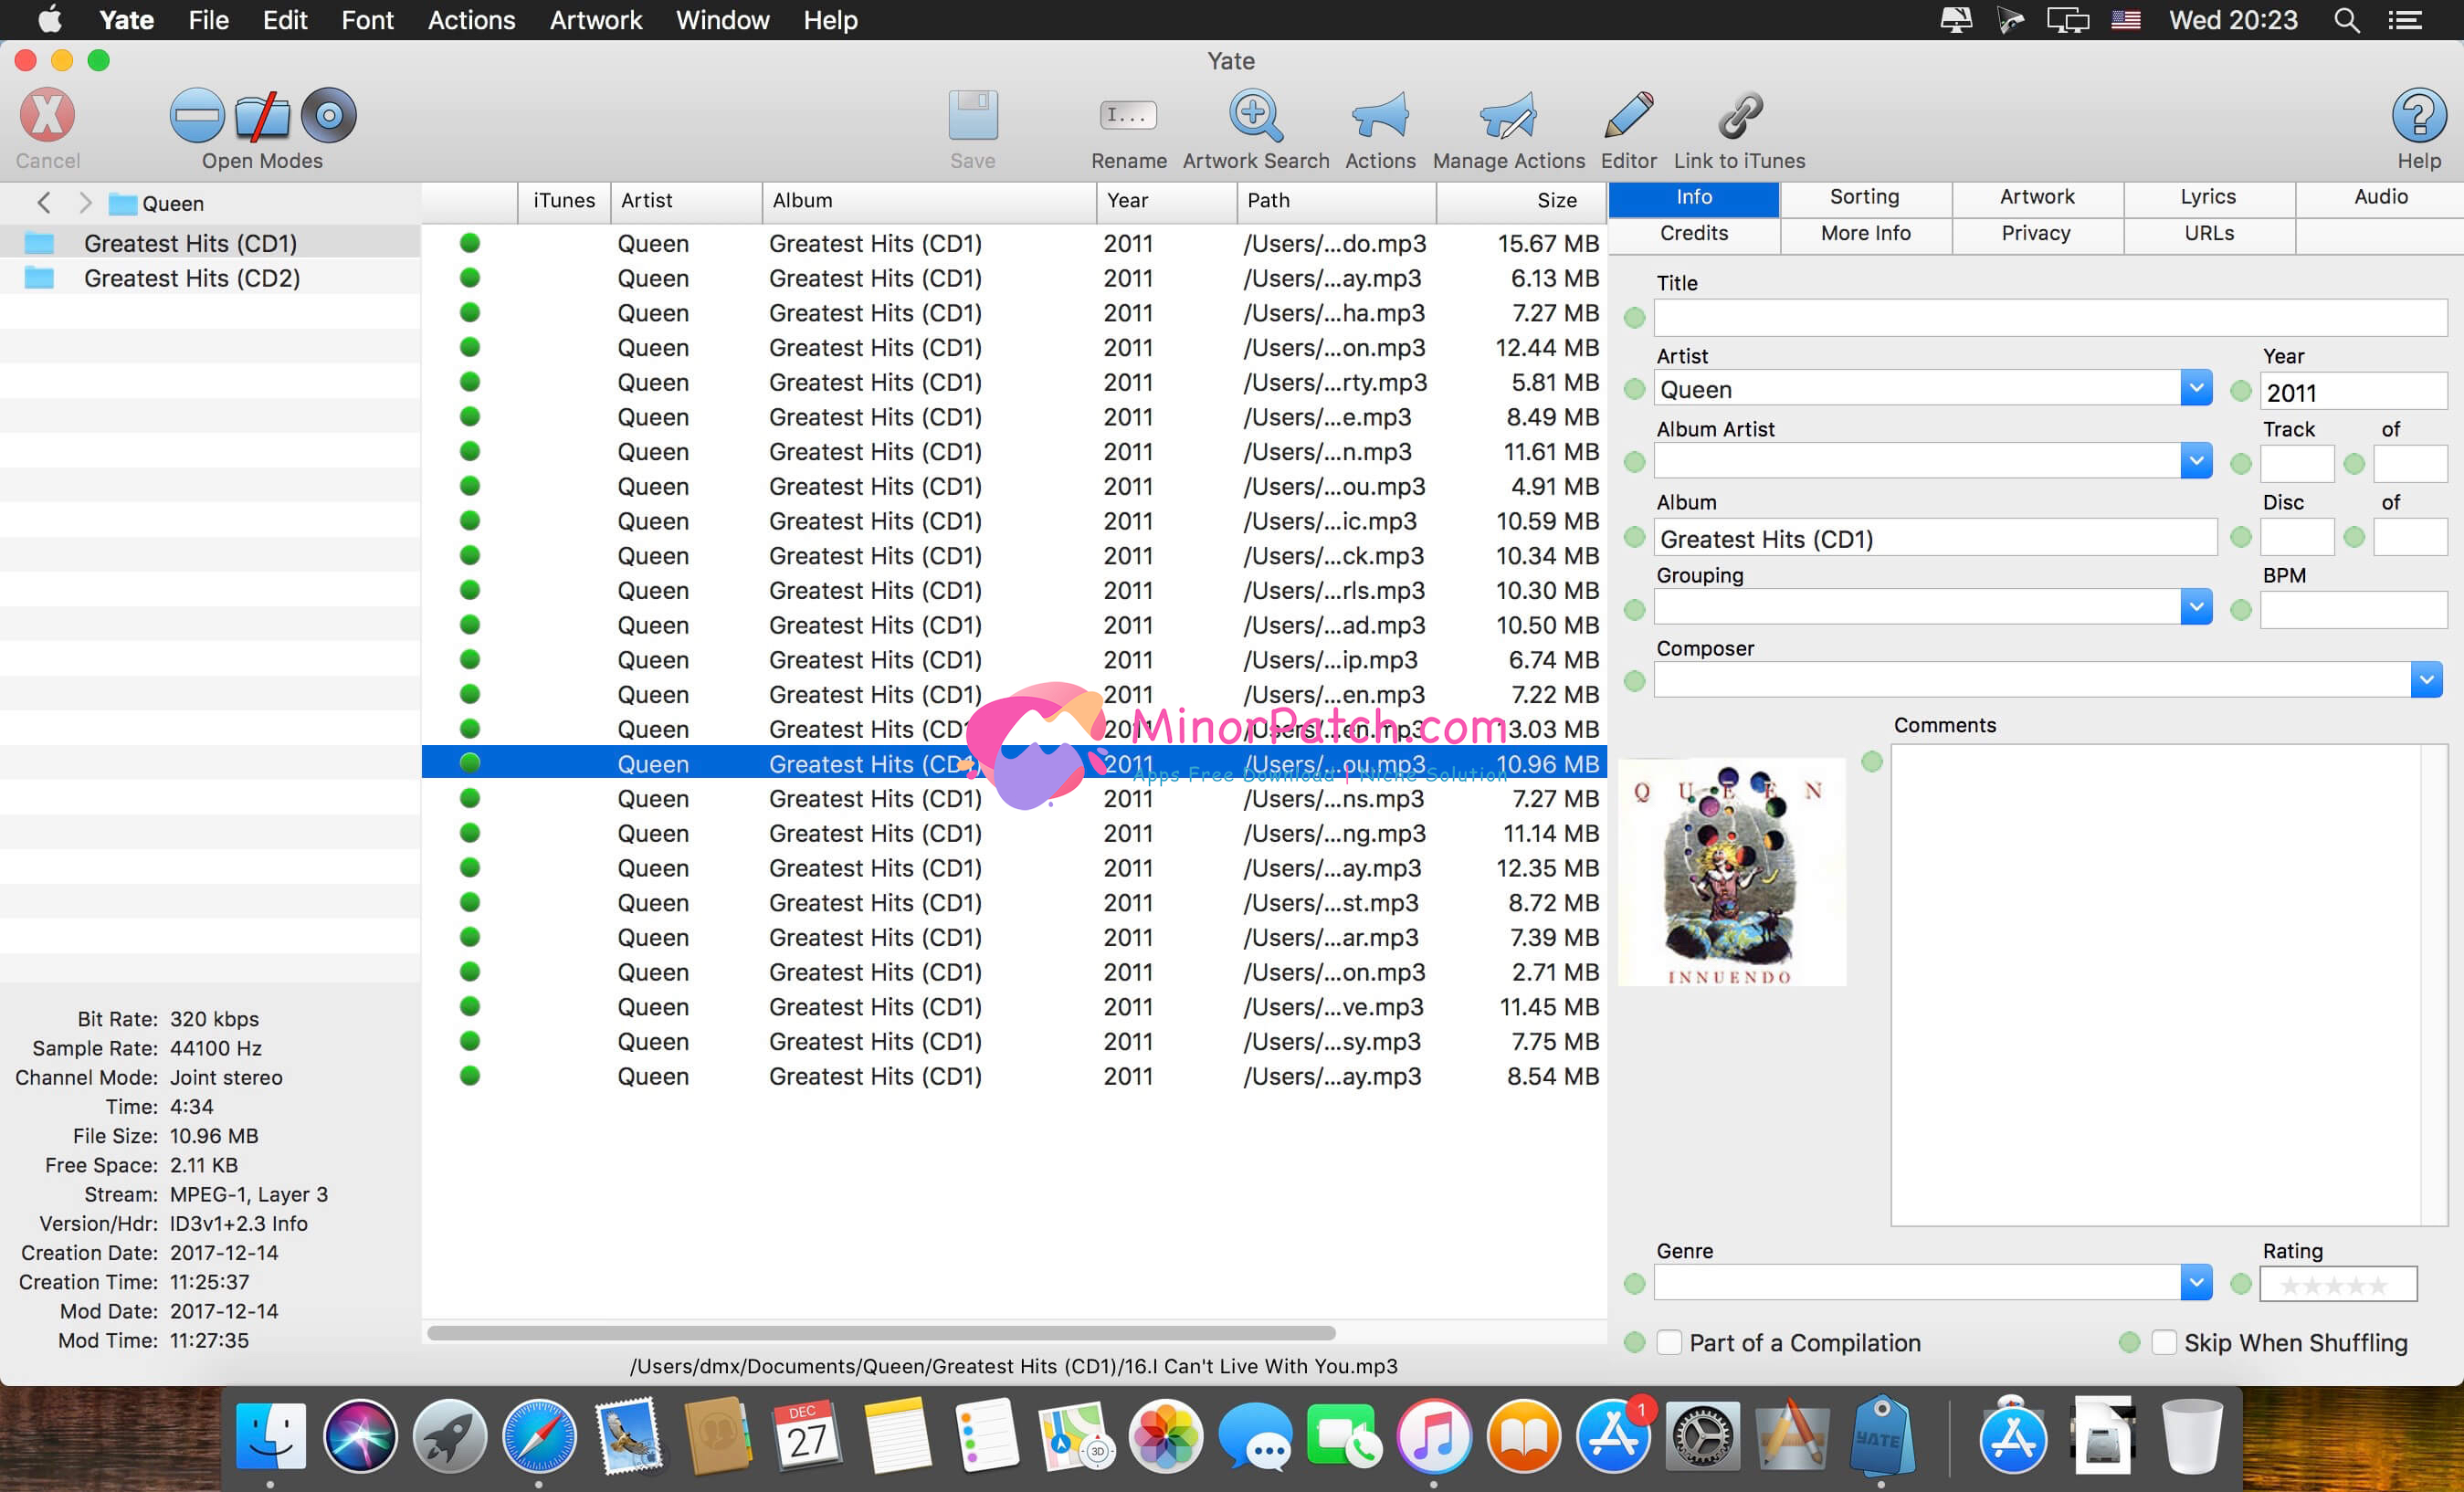 Yate File Edit Font Actions Artwork Window Help Wed 20:23
Yate
X I...
Cancel Open Modes Save Rename Artwork Search Actions Manage Actions Editor Link to iTunes Help
Queen
Greatest Hits (CD1)
Greatest Hits (CD2)
iTunes Artist Album Year Path Size
Queen Greatest Hits (CD1) 2011 /Users/...do.mp3 15.67 MB
Queen Greatest Hits (CD1) 2011 /Users/...ay.mp3 6.13 MB
Queen Greatest Hits (CD1) 2011 /Users/...ha.mp3 7.27 MB
Queen Greatest Hits (CD1) 2011 /Users/...on.mp3 12.44 MB
Queen Greatest Hits (CD1) 2011 /Users/...rty.mp3 5.81 MB
Queen Greatest Hits (CD1) 2011 /Users/...e.mp3 8.49 MB
Queen Greatest Hits (CD1) 2011 /Users/...n.mp3 11.61 MB
Queen Greatest Hits (CD1) 2011 /Users/...ou.mp3 4.91 MB
Queen Greatest Hits (CD1) 2011 /Users/...ic.mp3 10.59 MB
Queen Greatest Hits (CD1) 2011 /Users/...ck.mp3 10.34 MB
Queen Greatest Hits (CD1) 2011 /Users/...rls.mp3 10.30 MB
Queen Greatest Hits (CD1) 2011 /Users/...ad.mp3 10.50 MB
Queen Greatest Hits (CD1) 2011 /Users/...ip.mp3 6.74 MB
Queen Greatest Hits (CD1) 2011 /Users/...en.mp3 7.22 MB
Queen Greatest Hits (CD1) 2011 /Users/...en.mp3 13.03 MB
MinorPatch.com
Queen Greatest Hits (CD1) 2011 /Users/...ou.mp3 10.96 MB
Apps Free Download | Niche Solution
Queen Greatest Hits (CD1) 2011 /Users/...ns.mp3 7.27 MB
Queen Greatest Hits (CD1) 2011 /Users/...ng.mp3 11.14 MB
Queen Greatest Hits (CD1) 2011 /Users/...ay.mp3 12.35 MB
Queen Greatest Hits (CD1) 2011 /Users/...st.mp3 8.72 MB
Queen Greatest Hits (CD1) 2011 /Users/...ar.mp3 7.39 MB
Queen Greatest Hits (CD1) 2011 /Users/...on.mp3 2.71 MB
Queen Greatest Hits (CD1) 2011 /Users/...ve.mp3 11.45 MB
Queen Greatest Hits (CD1) 2011 /Users/...sy.mp3 7.75 MB
Queen Greatest Hits (CD1) 2011 /Users/...ay.mp3 8.54 MB
Info Sorting Artwork Lyrics Audio
Credits More Info Privacy URLs
Title
Artist Year
Queen 2011
Album Artist Track of
Album Disc of
Greatest Hits (CD1)
Grouping BPM
Composer
Comments
QUEEN
INNUENDO
Genre Rating
Part of a Compilation Skip When Shuffling
Bit Rate: 320 kbps
Sample Rate: 44100 Hz
Channel Mode: Joint stereo
Time: 4:34
File Size: 10.96 MB
Free Space: 2.11 KB
Stream: MPEG-1, Layer 3
Version/Hdr: ID3v1+2.3 Info
Creation Date: 2017-12-14
Creation Time: 11:25:37
Mod Date: 2017-12-14
Mod Time: 11:27:35
/Users/dmx/Documents/Queen/Greatest Hits (CD1)/16.I Can't Live With You.mp3
DEC
27
3D
1
YATE